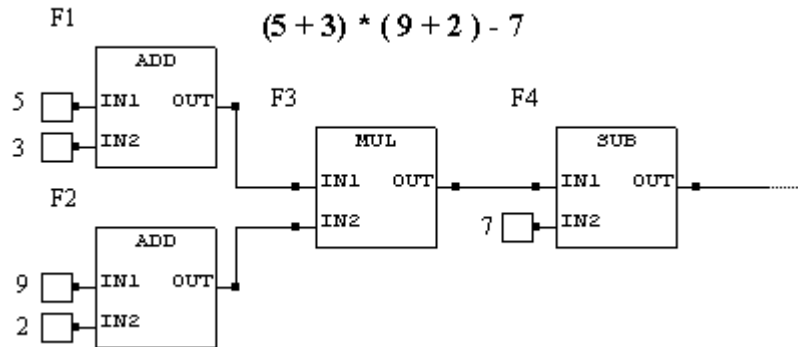 F1
(5 + 3) * ( 9 + 2 ) - 7
ADD
5
IN1 OUT
3
IN2
F3
MUL
IN1 OUT
IN2
F4
SUB
IN1 OUT
7
IN2
F2
ADD
9
IN1 OUT
2
IN2